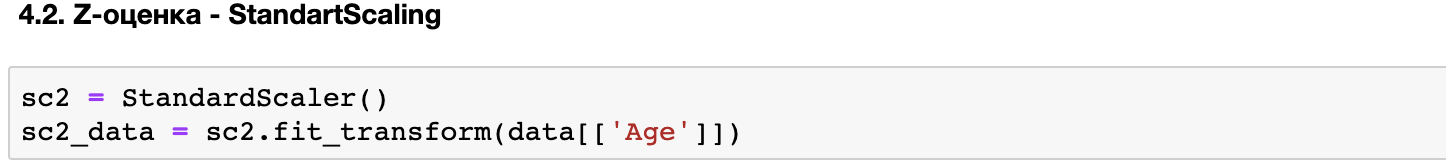 4.2. Z-оценка - StandartScaling
sc2 = StandardScaler()
sc2_data = sc2.fit_transform(data[['Age']])